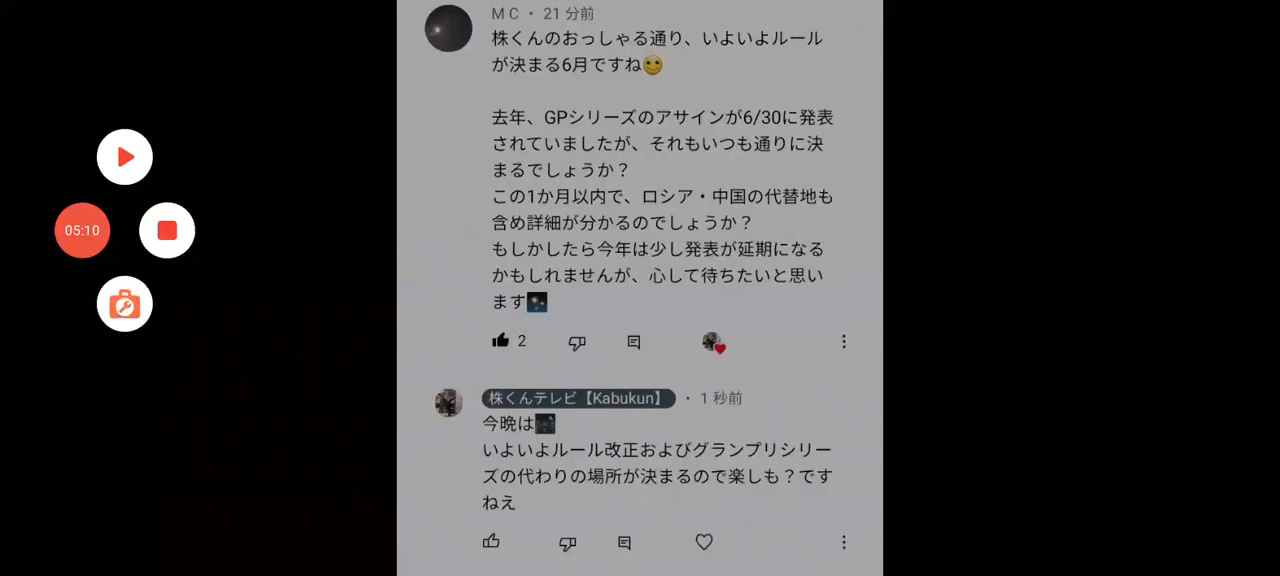 M C ・ 21 分前
株くんのおっしゃる通り、いよいよルール
が決まる6月ですね
去年、GPシリーズのアサインが6/30に発表
されていましたが、それもいつも通りに決
まるでしょうか？
この1か月以内で、ロシア・中国の代替地も
含め詳細が分かるのでしょうか？
もしかしたら今年は少し発表が延期になる
かもしれませんが、心して待ちたいと思い
ます
05:10
2
株くんテレビ【Kabukun】 ・ 1 秒前
今晩は
いよいよルール改正およびグランプリシリー
ズの代わりの場所が決まるので楽しも？です
ねえ